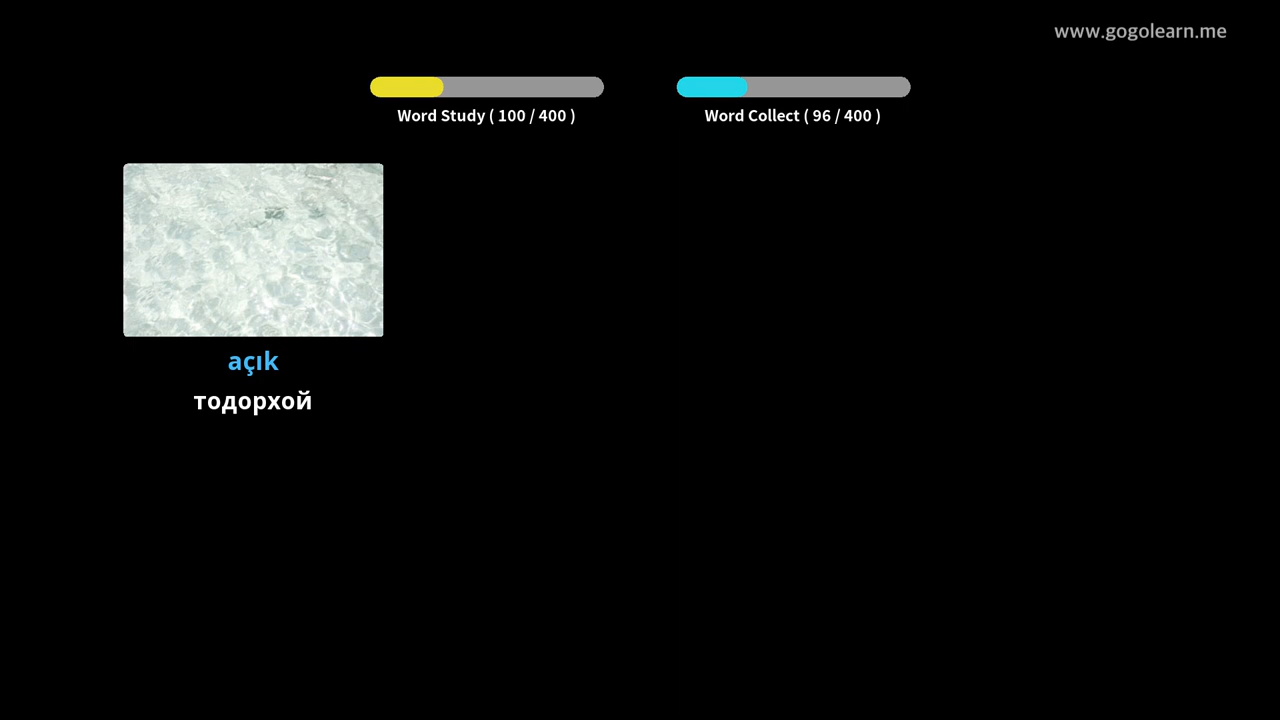 www.gogolearn.me
Word Study ( 100 / 400 )
Word Collect ( 96 / 400 )
açık
тодорхой